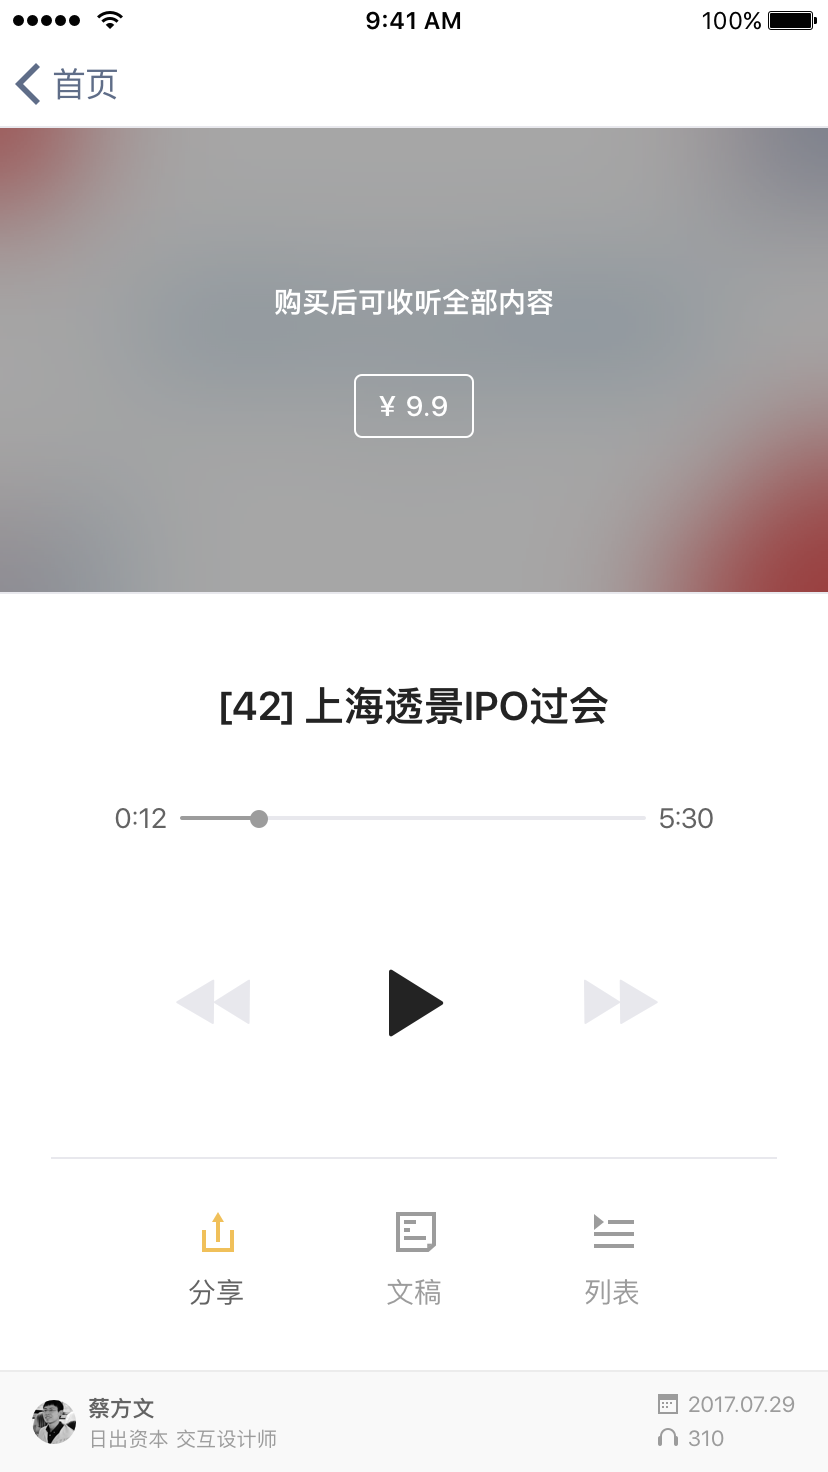 9:41 AM 100%
首页
购买后可收听全部内容
¥ 9.9
[42] 上海透景IPO过会
0:12 5:30
分享 文稿 列表
蔡方文 2017.07.29
日出资本 交互设计师 310